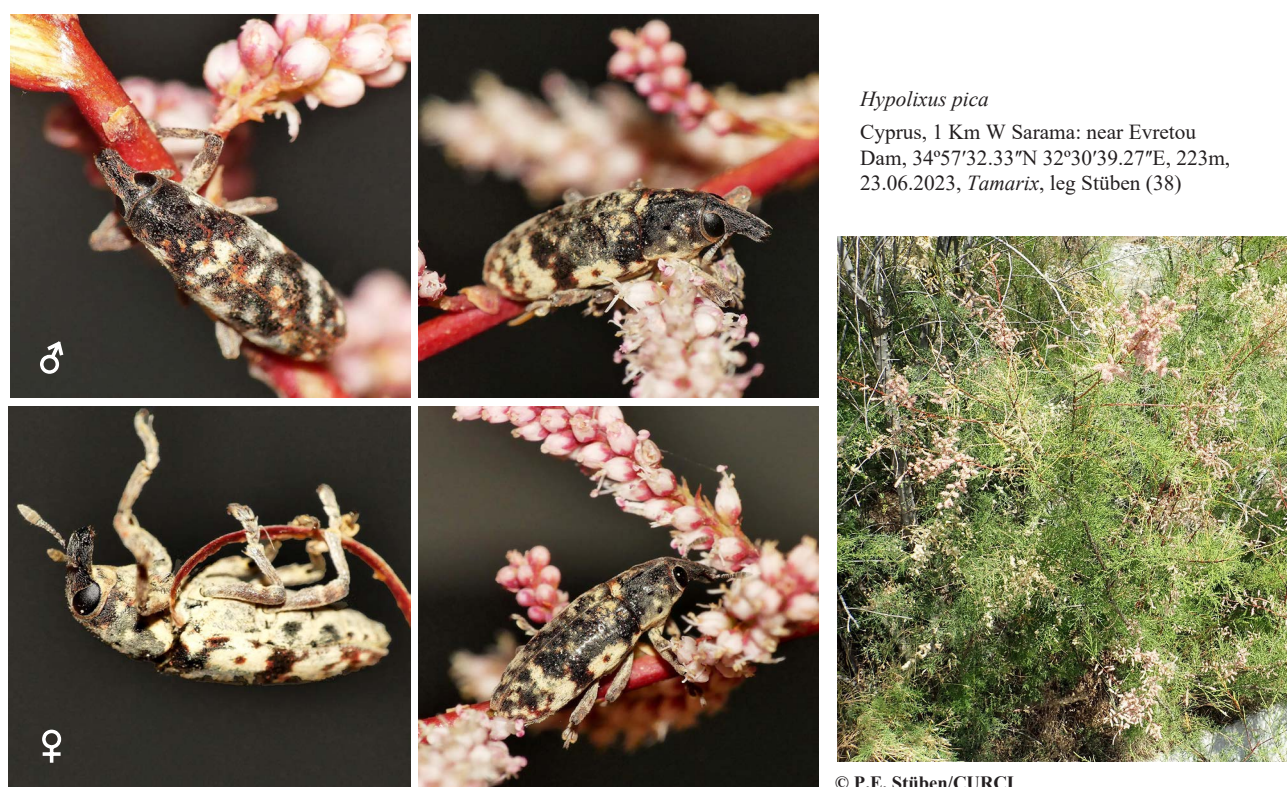 Hypolixus pica
Cyprus, 1 Km W Sarama: near Evretou
Dam, 34º57′32.33″N 32º30′39.27″E, 223m,
23.06.2023, Tamarix, leg Stüben (38)
♂
♀
© P.E. Stüben/CURCI